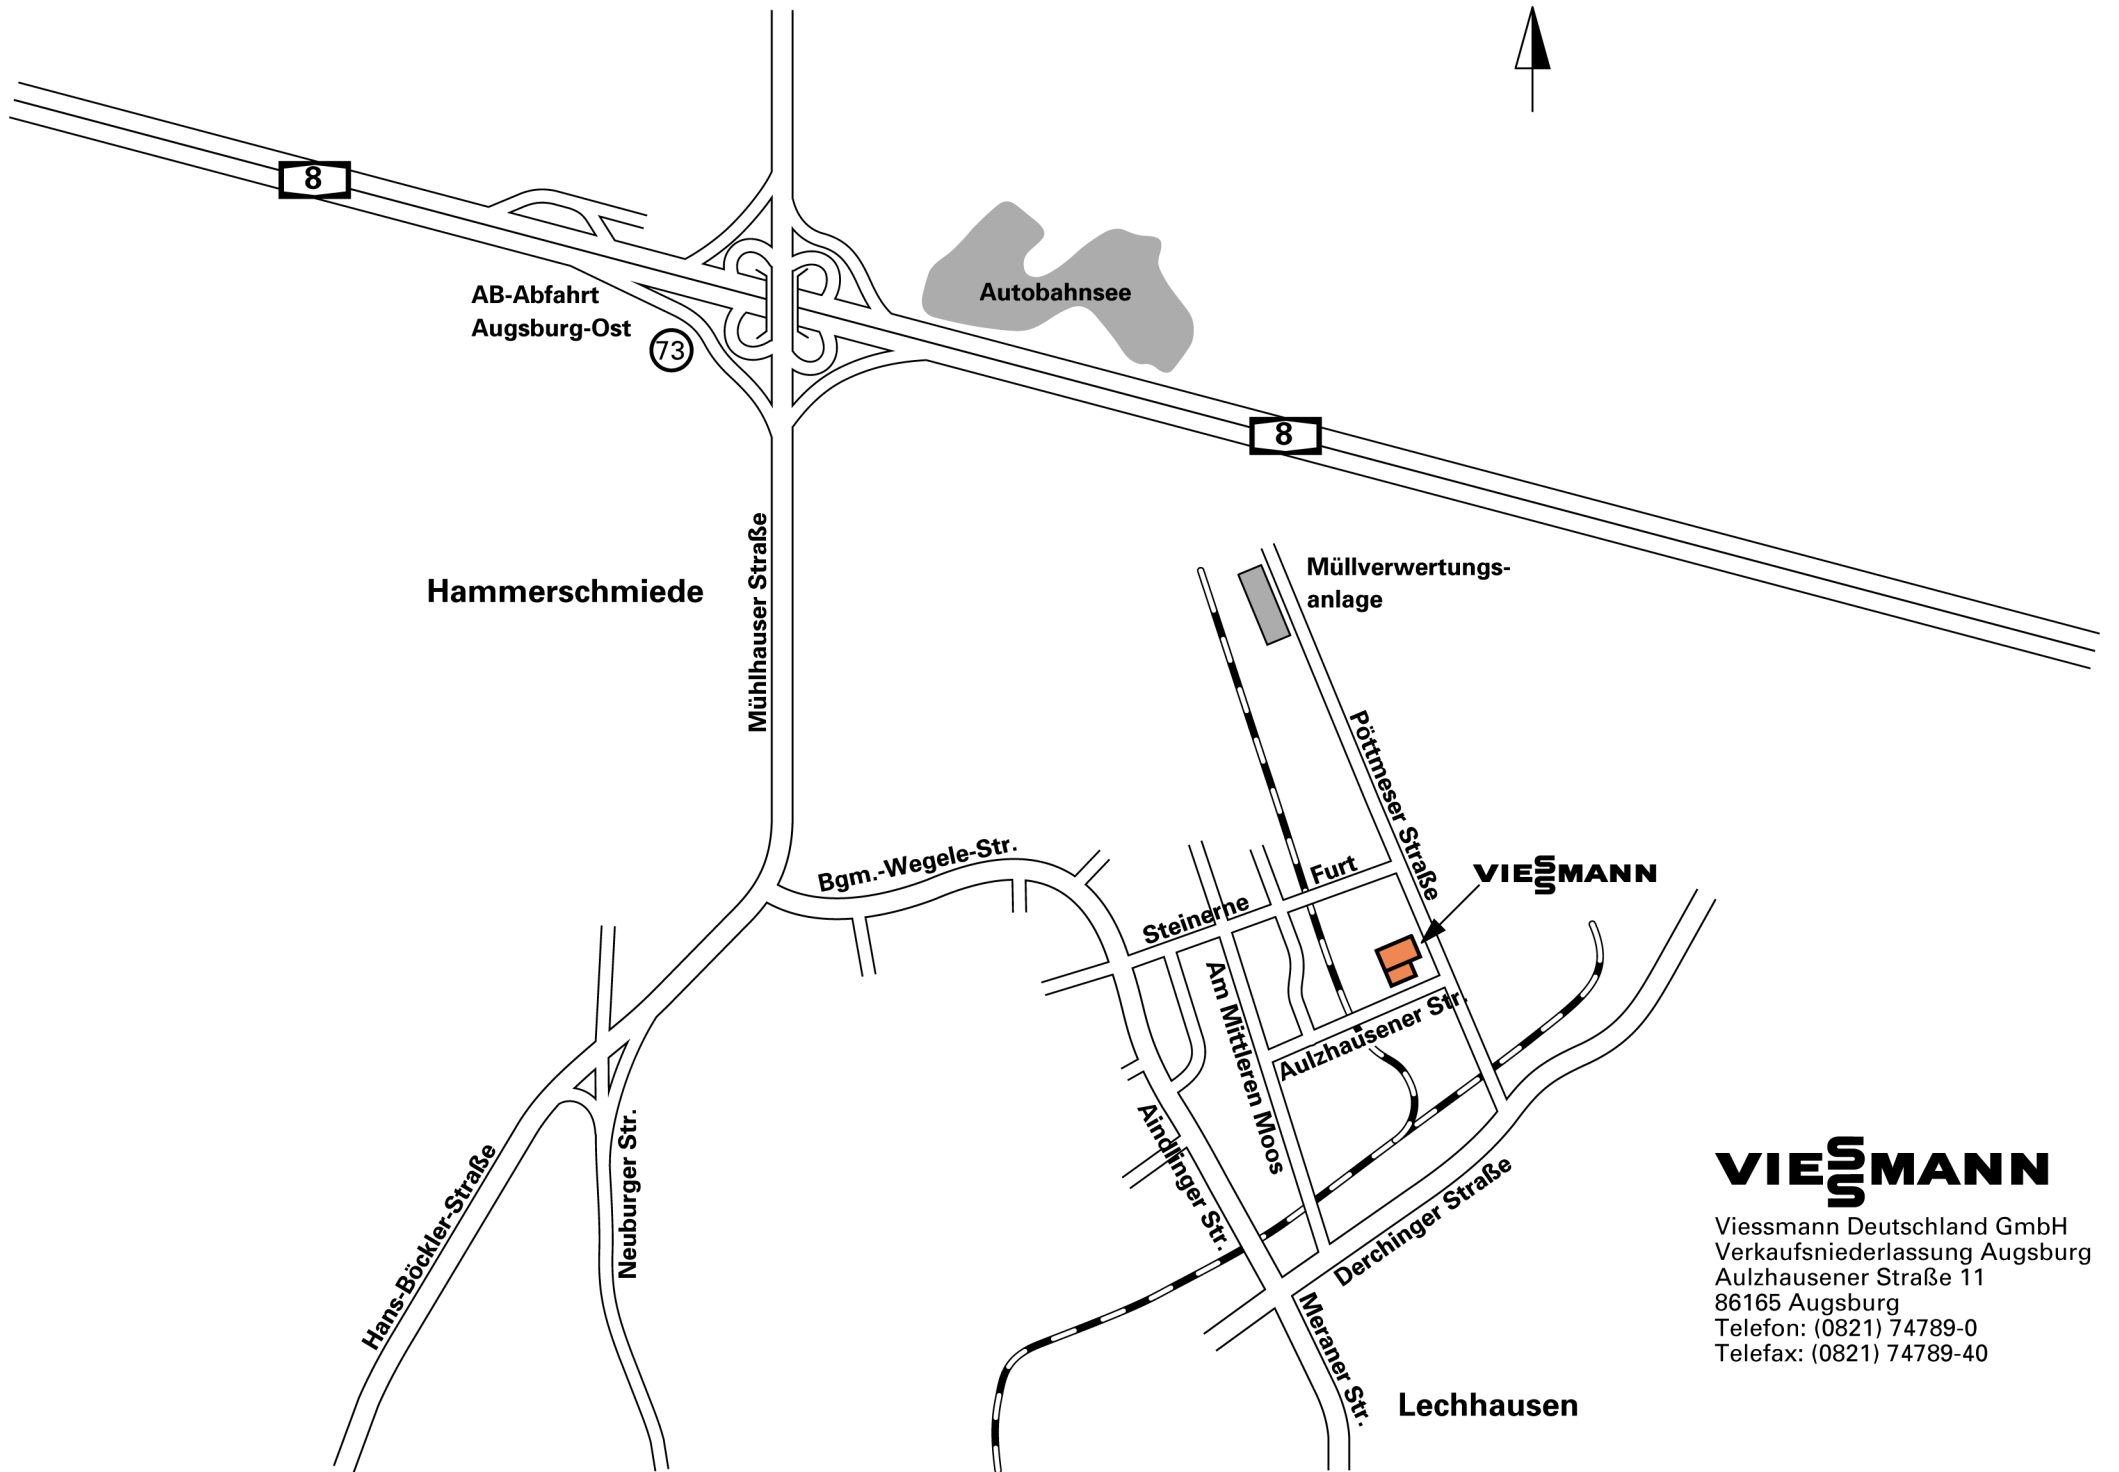 8
AB-Abfahrt
Augsburg-Ost
73
Autobahnsee
8
Hammerschmiede
Mühlhauser Straße
Müllverwertungs-
anlage
Pöttmeser Straße
Bgm.-Wegele-Str.
Steinerne Furt
VIESSMANN
Am Mittleren Moos
Aulzhausener Str.
Aindlinger Str.
Hans-Böckler-Straße
Neuburger Str.
Derchinger Straße
Meraner Str.
Lechhausen
VIESSMANN
Viessmann Deutschland GmbH
Verkaufsniederlassung Augsburg
Aulzhausener Straße 11
86165 Augsburg
Telefon: (0821) 74789-0
Telefax: (0821) 74789-40